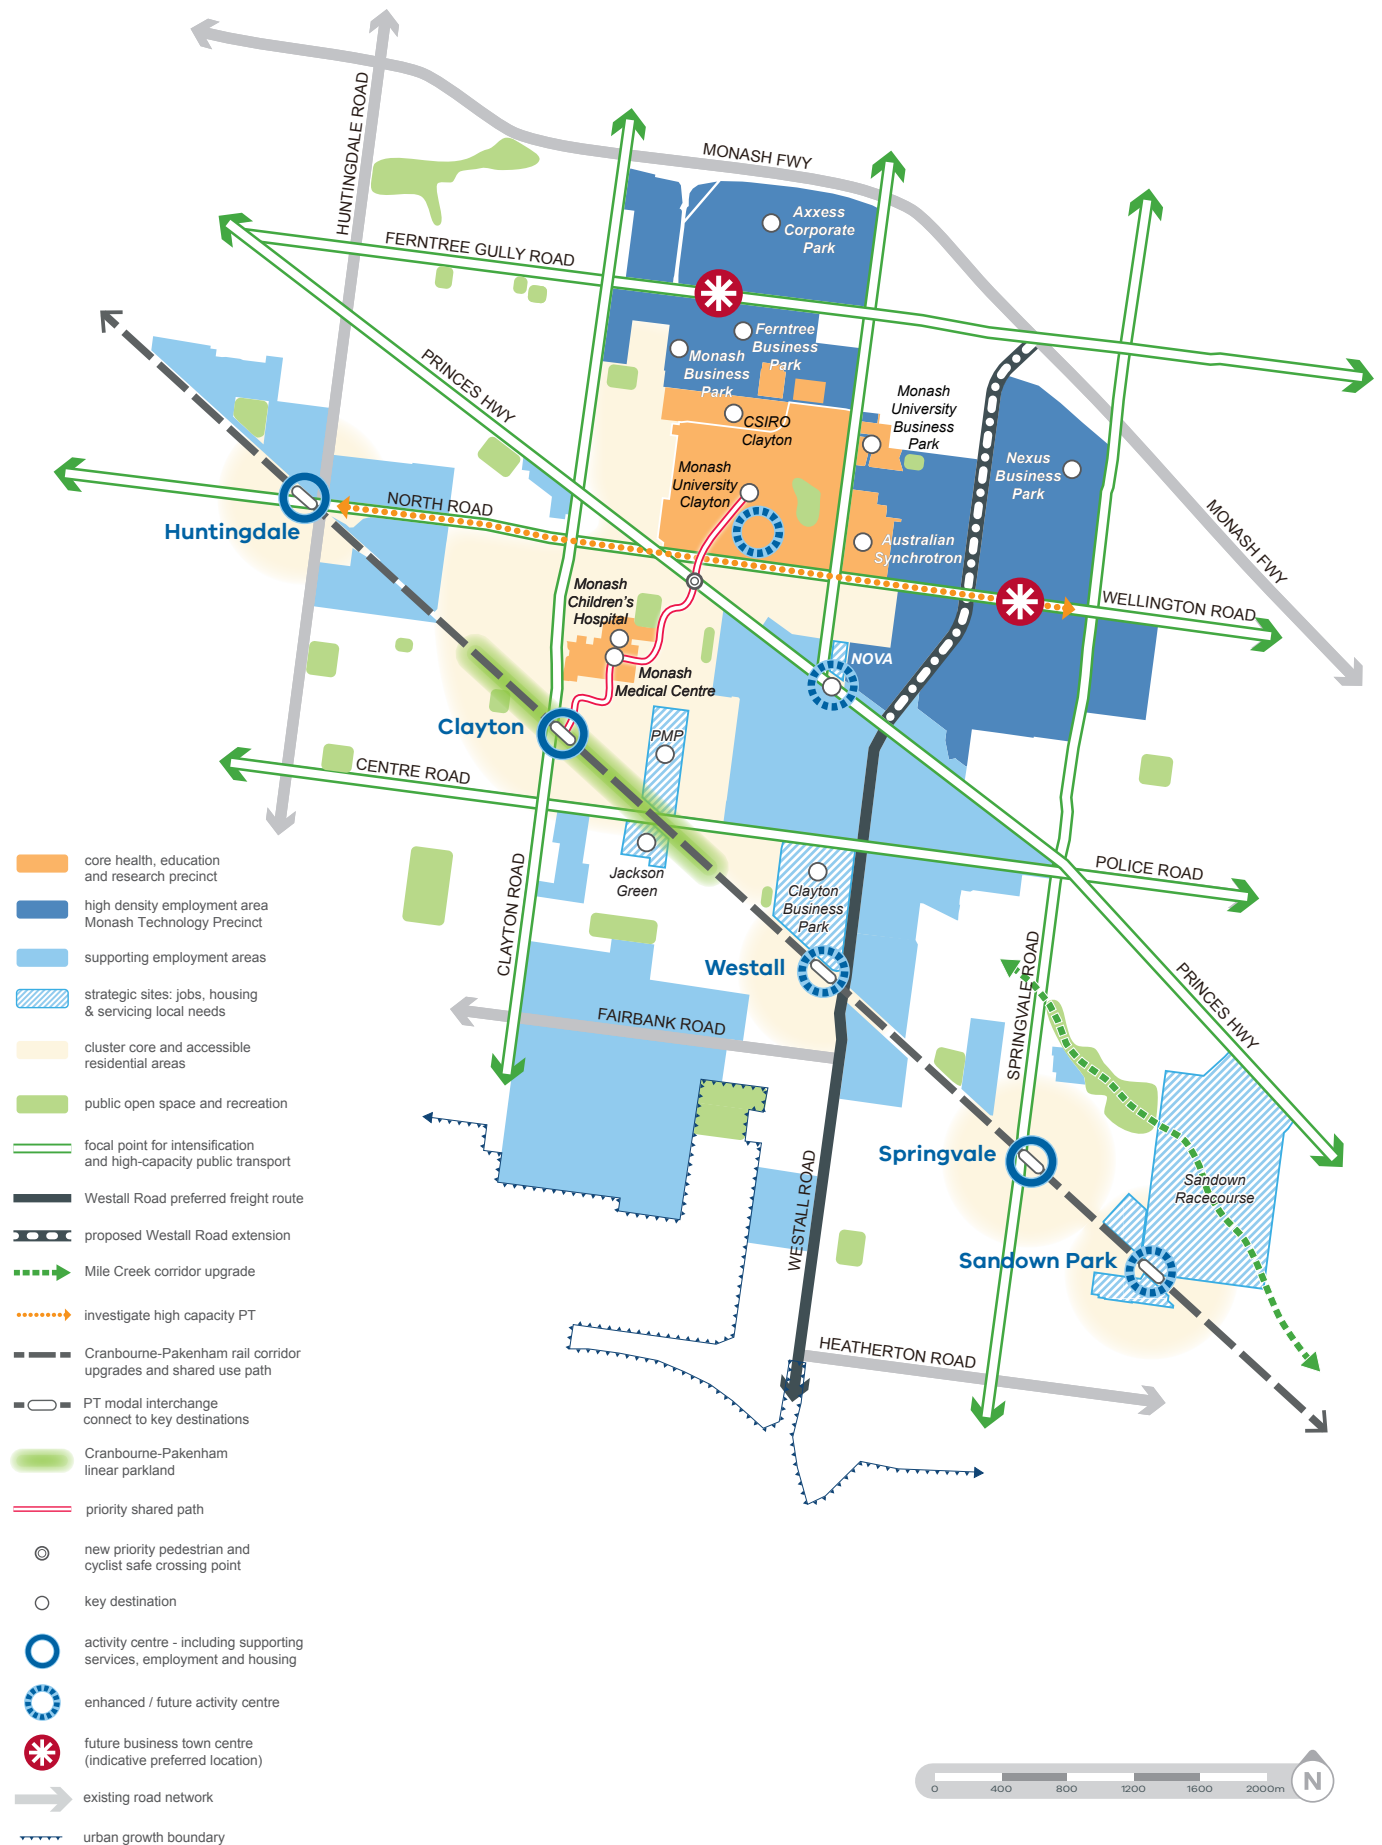 MONASH FWY
HUNTINGDALE ROAD
FERNTREE GULLY ROAD
Axxess
Corporate
Park
PRINCES HWY
Ferntree
Business
Park
Monash
Business
Park
CSIRO
Clayton
Monash
University
Business
Park
Monash
University
Clayton
Nexus
Business
Park
NORTH ROAD
Huntingdale
Australian
Synchrotron
MONASH FWY
WELLINGTON ROAD
Monash
Children's
Hospital
Monash
Medical Centre
NOVA
Clayton
PMP
CENTRE ROAD
Jackson
Green
CLAYTON ROAD
Clayton
Business
Park
POLICE ROAD
Westall
SPRINGVALE ROAD
PRINCES HWY
FAIRBANK ROAD
Springvale
Sandown
Racecourse
WESTALL ROAD
Sandown Park
HEATHERTON ROAD
core health, education
and research precinct
high density employment area
Monash Technology Precinct
supporting employment areas
strategic sites: jobs, housing
& servicing local needs
cluster core and accessible
residential areas
public open space and recreation
focal point for intensification
and high-capacity public transport
Westall Road preferred freight route
proposed Westall Road extension
Mile Creek corridor upgrade
investigate high capacity PT
Cranbourne-Pakenham rail corridor
upgrades and shared use path
PT modal interchange
connect to key destinations
Cranbourne-Pakenham
linear parkland
priority shared path
new priority pedestrian and
cyclist safe crossing point
key destination
activity centre - including supporting
services, employment and housing
enhanced / future activity centre
future business town centre
(indicative preferred location)
existing road network
urban growth boundary
0 400 800 1200 1600 2000m
N